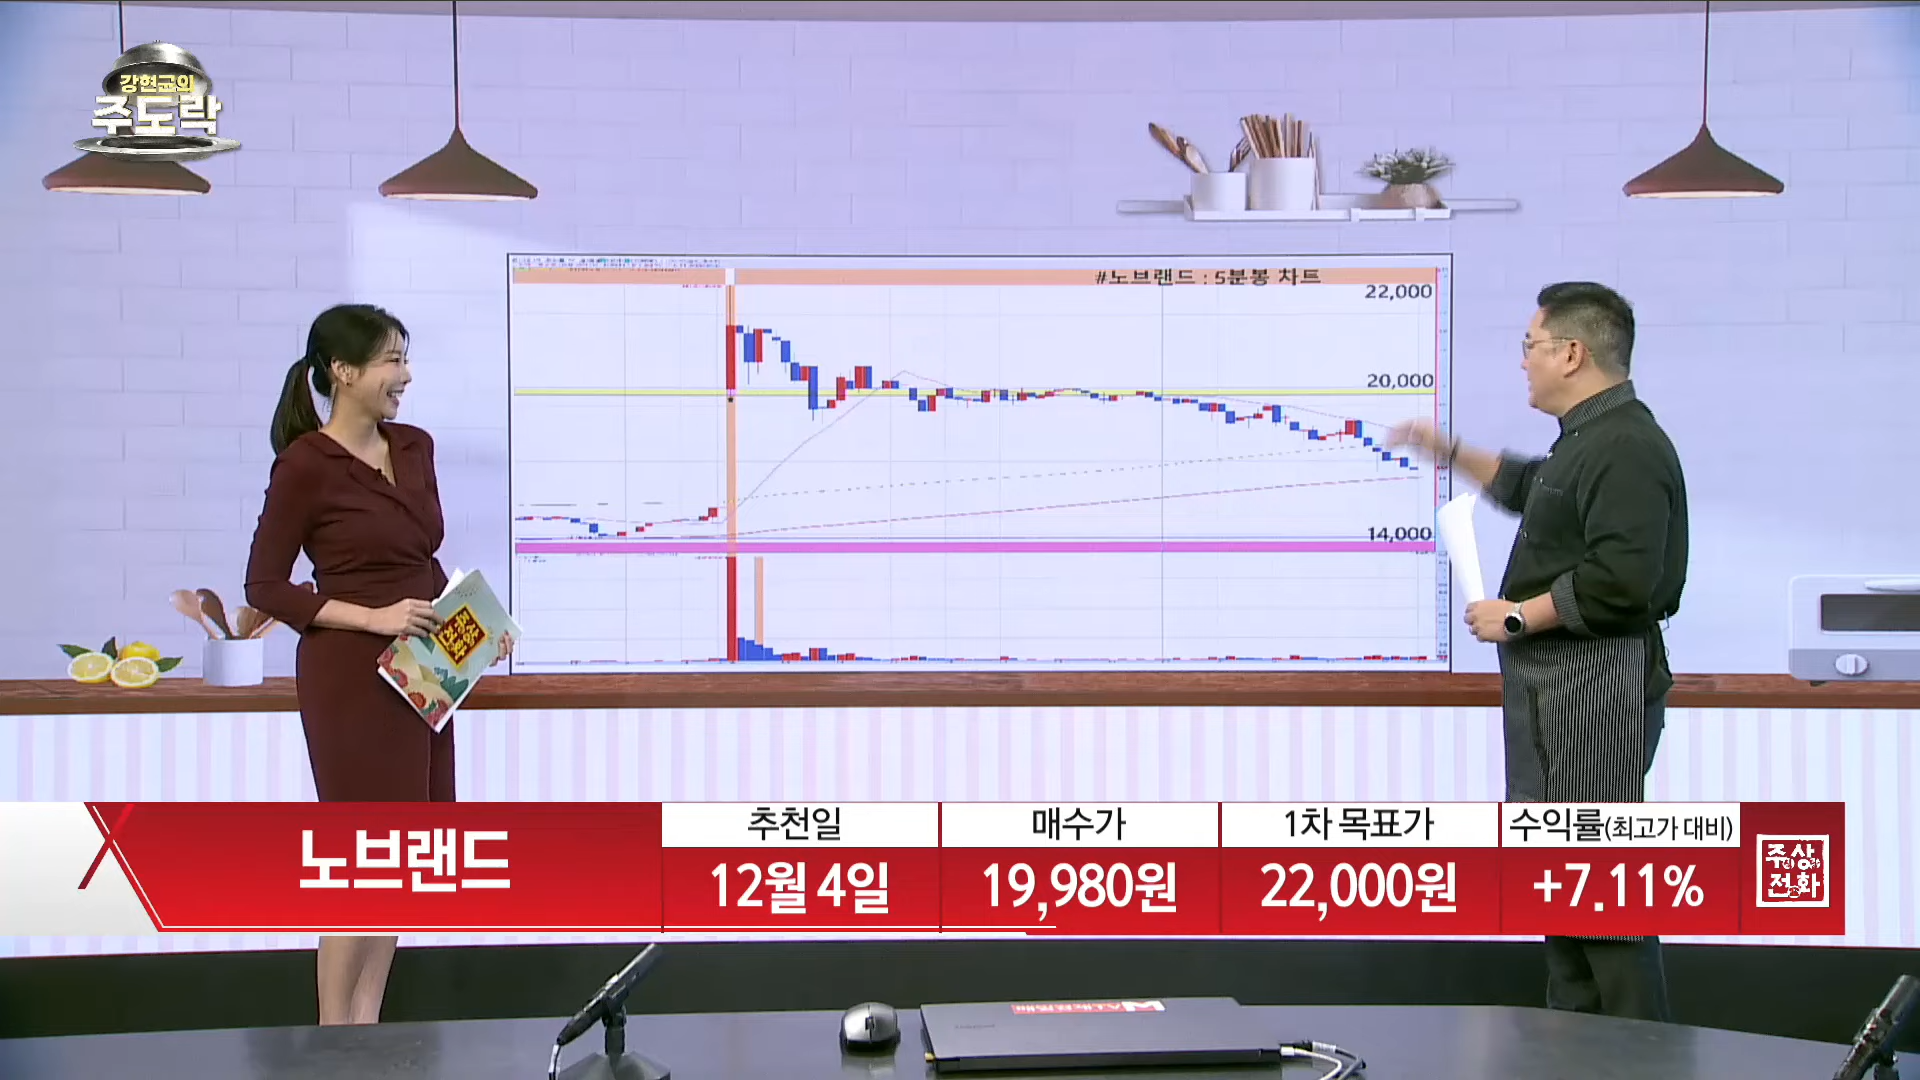 강현균의
주도락
#노브랜드 : 5분봉 차트
22,000
20,000
14,000
노브랜드
추천일
12월 4일
매수가
19,980원
1차 목표가
22,000원
수익률(최고가 대비)
+7.11%
주상
전화